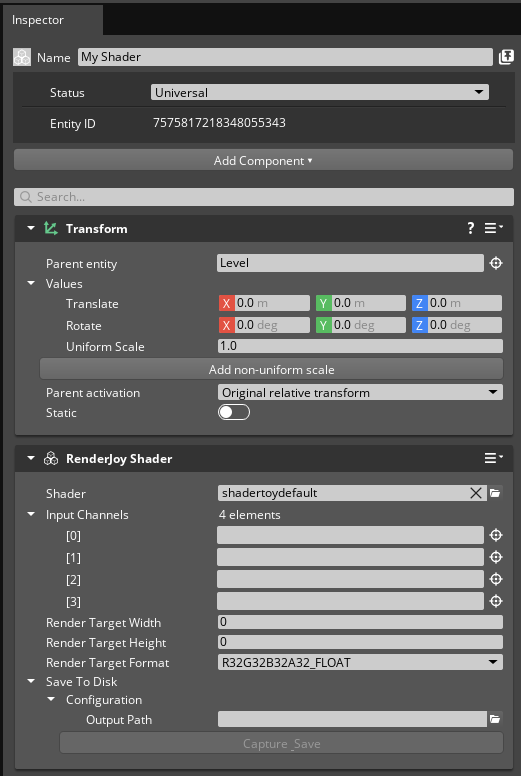 Inspector
Name My Shader
Status Universal
Entity ID 7575817218348055343
Add Component
Search...
Transform ?
Parent entity Level
Values
Translate X 0.0 m Y 0.0 m Z 0.0 m
Rotate X 0.0 deg Y 0.0 deg Z 0.0 deg
Uniform Scale 1.0
Add non-uniform scale
Parent activation Original relative transform
Static
RenderJoy Shader
Shader shadertoydefault
Input Channels 4 elements
[0]
[1]
[2]
[3]
Render Target Width 0
Render Target Height 0
Render Target Format R32G32B32A32_FLOAT
Save To Disk
Configuration
Output Path
Capture _Save